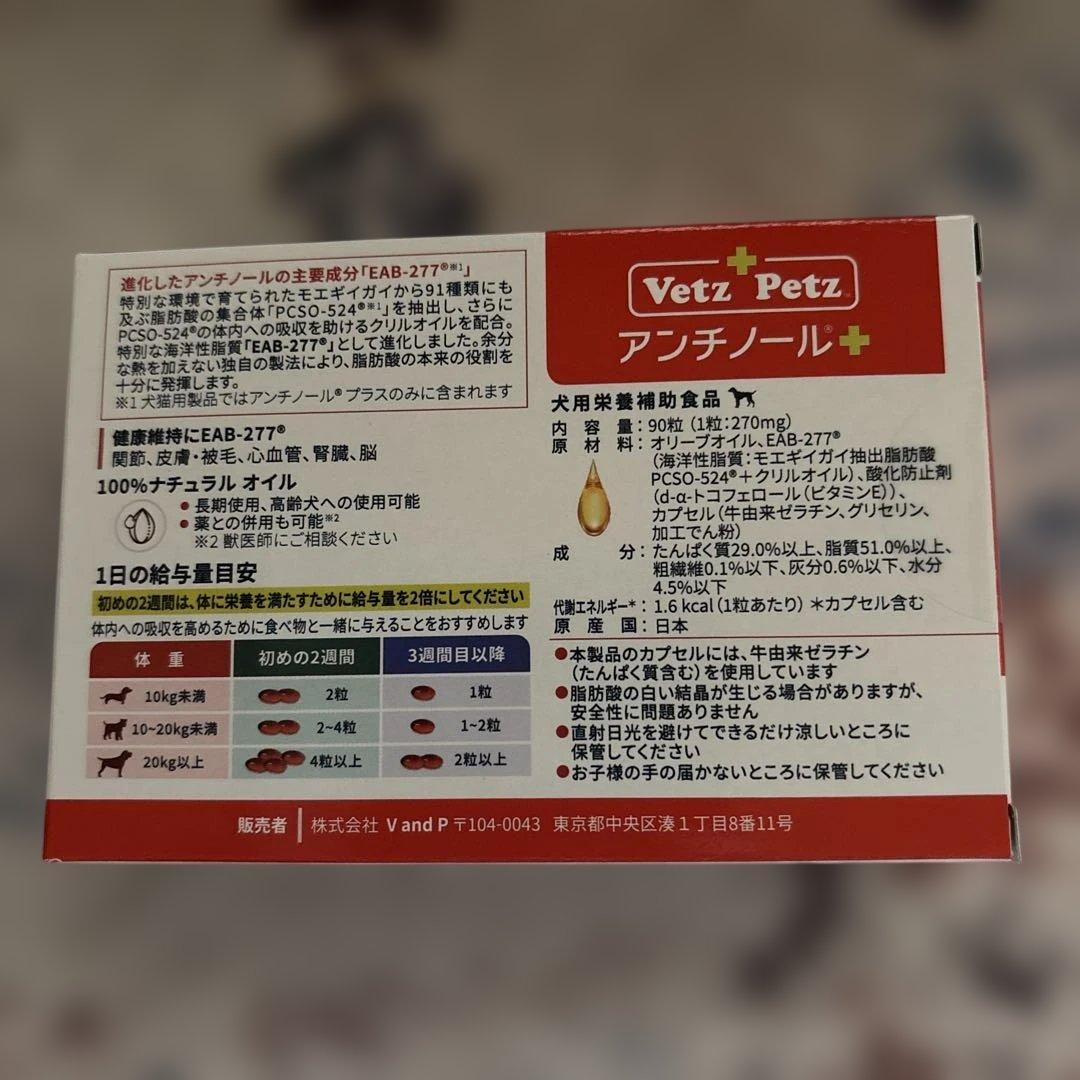 進化したアンチノールの主要成分「EAB-277®※1」
特別な環境で育てられたモエギイガイから91種類にも
及ぶ脂肪酸の集合体「PCSO-524®※1」を抽出し、さらに
PCSO-524®の体内への吸収を助けるクリルオイルを配合。
特別な海洋性脂質「EAB-277®」として進化しました。余分
な熱を加えない独自の製法により、脂肪酸の本来の役割を
十分に発揮します。
※1 犬猫用製品ではアンチノール® プラスのみに含まれます
健康維持にEAB-277®
関節、皮膚・被毛、心血管、腎臓、脳
100%ナチュラル オイル
● 長期使用、高齢犬への使用可能
● 薬との併用も可能※2
※2 獣医師にご相談ください
1日の給与量目安
初めの2週間は、体に栄養を満たすために給与量を2倍にしてください
体内への吸収を高めるために食べ物と一緒に与えることをおすすめします
体 重 初めの2週間 3週間目以降
10kg未満 2粒 1粒
10~20kg未満 2~4粒 1~2粒
20kg以上 4粒以上 2粒以上
Vetz Petz™
アンチノール®
犬用栄養補助食品
内容量：90粒（1粒：270mg）
原材料：オリーブオイル、EAB-277®
（海洋性脂質：モエギイガイ抽出脂肪酸
PCSO-524®＋クリルオイル）、酸化防止剤
（d-α-トコフェロール（ビタミンE））、
カプセル（牛由来ゼラチン、グリセリン、
加工でん粉）
成分：たんぱく質29.0%以上、脂質51.0%以上、
粗繊維0.1%以下、灰分0.6%以下、水分
4.5%以下
代謝エネルギー＊：1.6 kcal（1粒あたり）＊カプセル含む
原産国：日本
●本製品のカプセルには、牛由来ゼラチン
（たんぱく質含む）を使用しています
●脂肪酸の白い結晶が生じる場合がありますが、
安全性に問題ありません
●直射日光を避けてできるだけ涼しいところに
保管してください
●お子様の手の届かないところに保管してください
販売者 株式会社 V and P 〒104-0043 東京都中央区湊1丁目8番11号